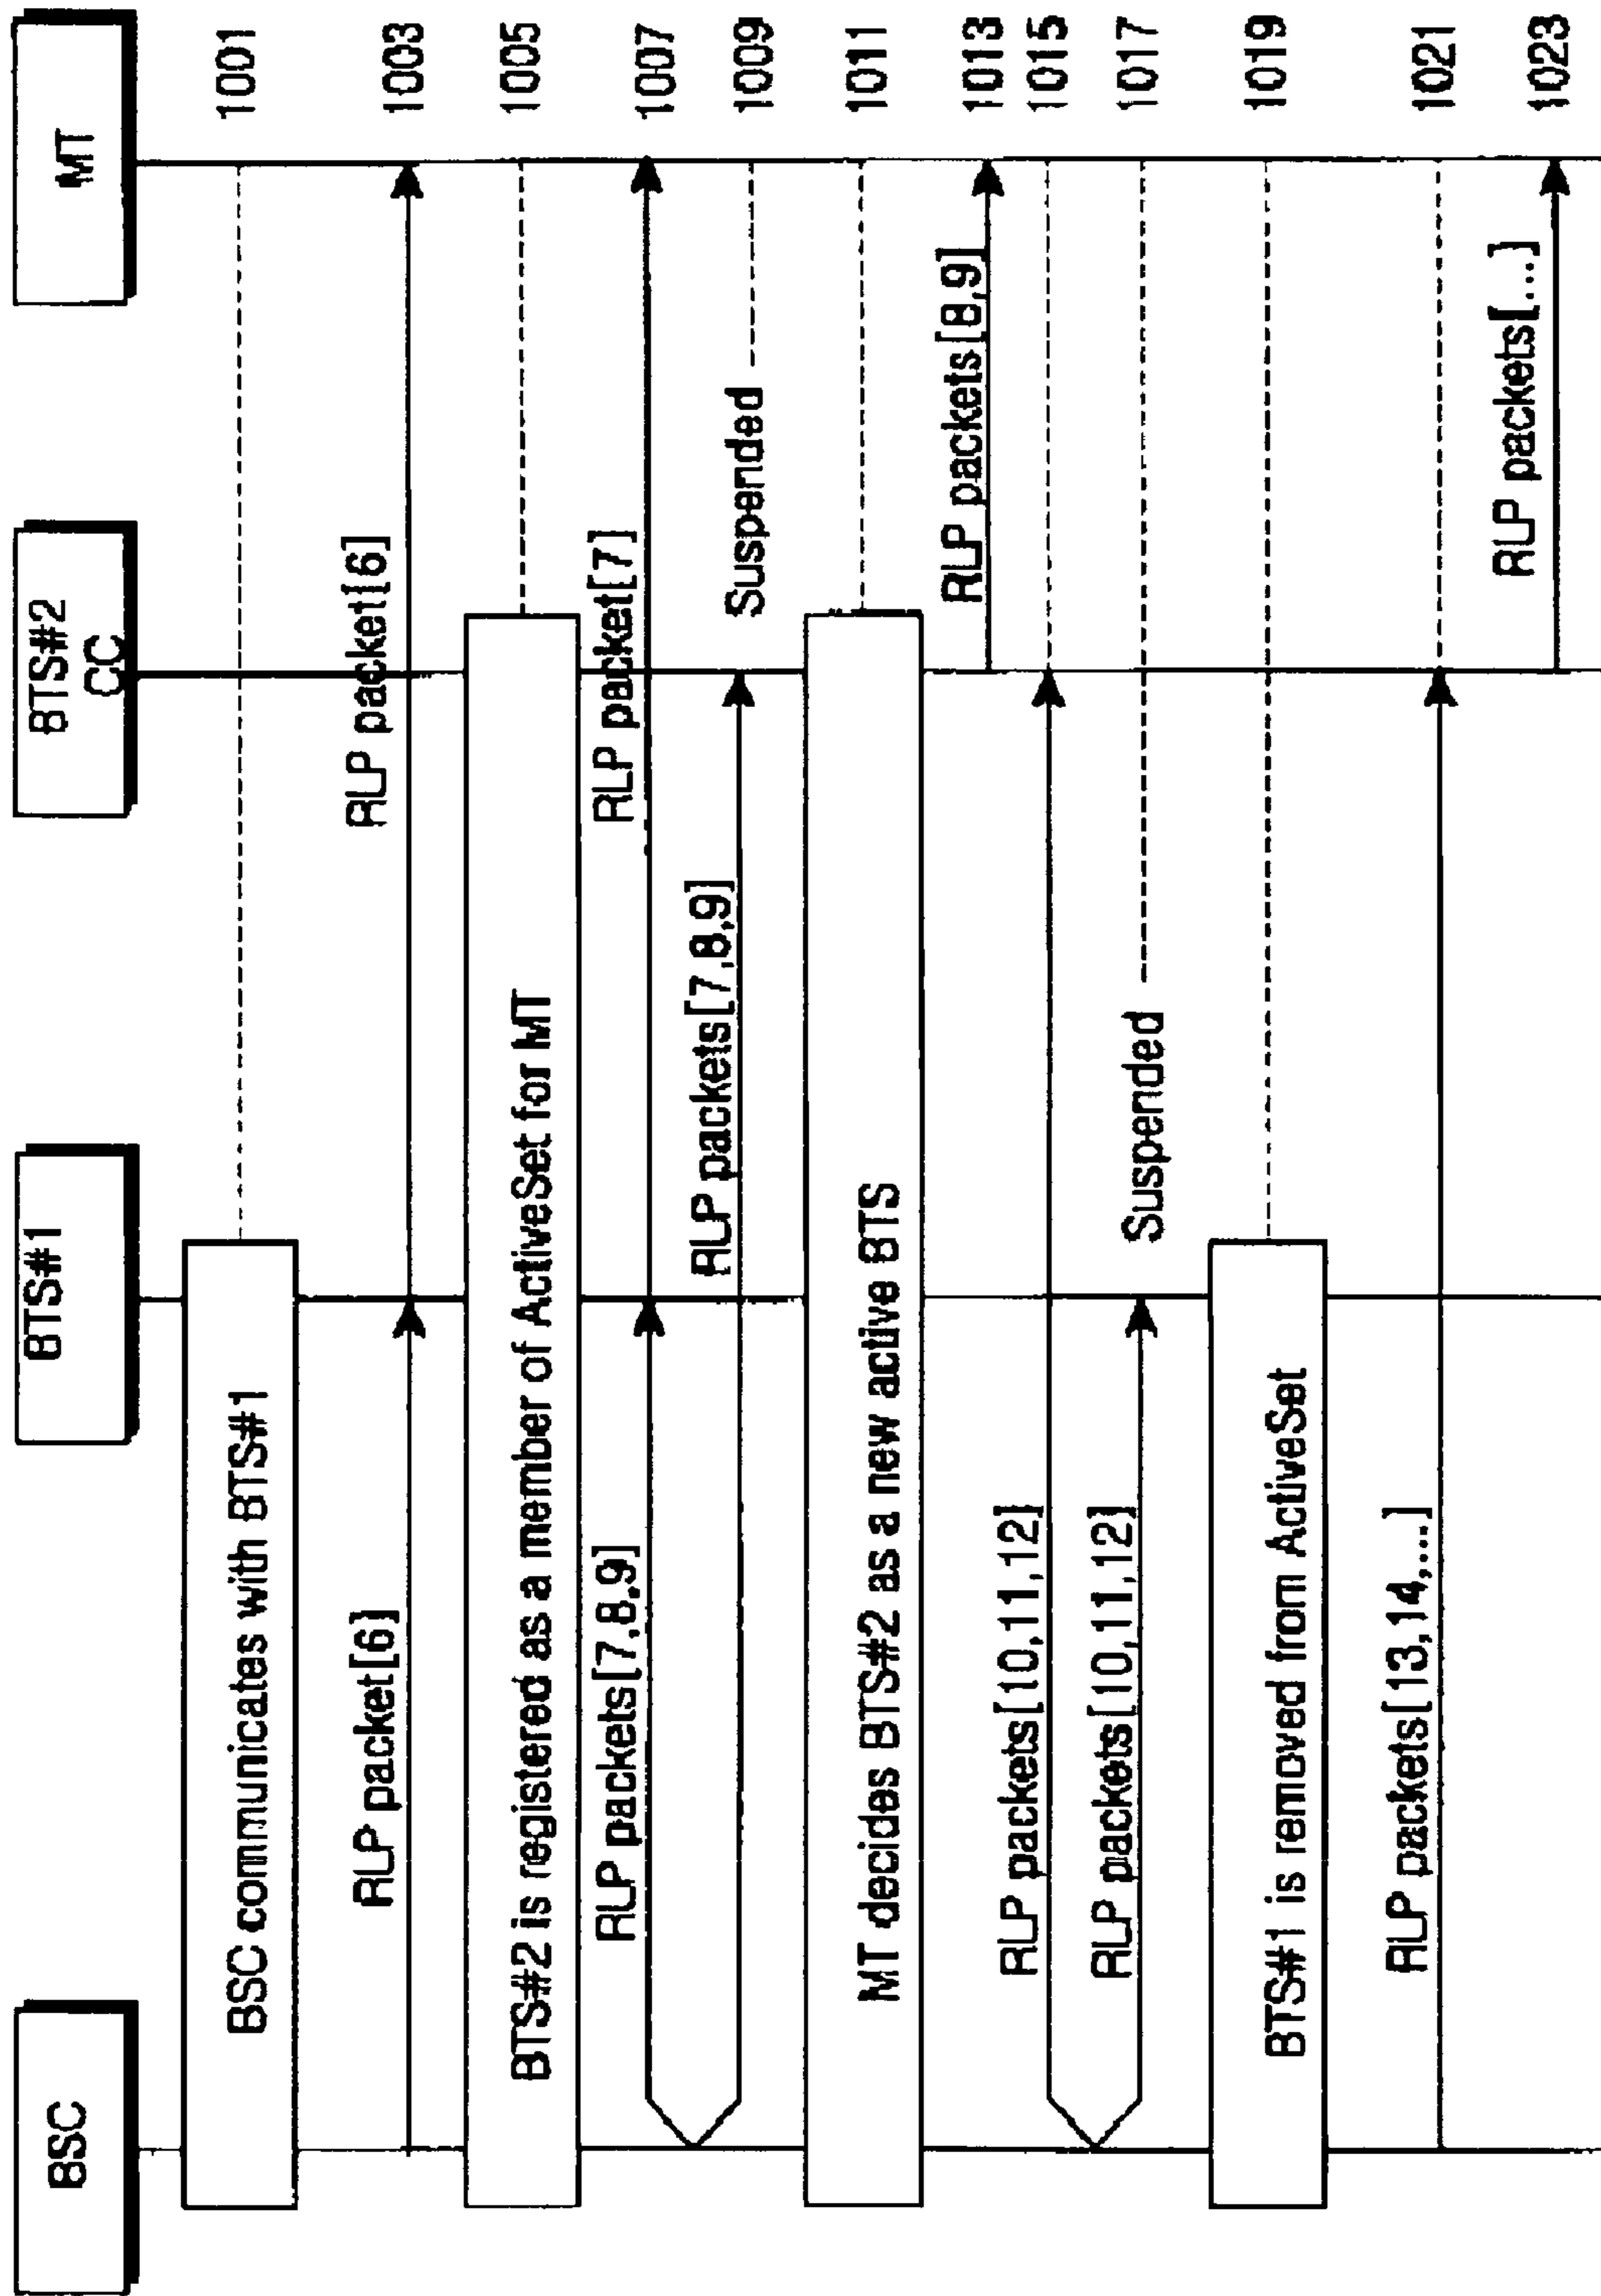 BSC
BTS#1
BTS#2
CC
MT
BSC communicates with BTS#1
1001
RLP packet[6]
RLP packet[6]
1003
BTS#2 is registered as a member of ActiveSet for MT
1005
RLP packets[7,8,9]
RLP packet[7]
1007
RLP packets[7,8,9]
Suspended
1009
MT decides BTS#2 as a new active BTS
1011
RLP packets[8,9]
1013
RLP packets[10,11,12]
1015
RLP packets[10,11,12]
Suspended
1017
BTS#1 is removed from ActiveSet
1019
RLP packets[13,14,...]
1021
RLP packets[...]
1023